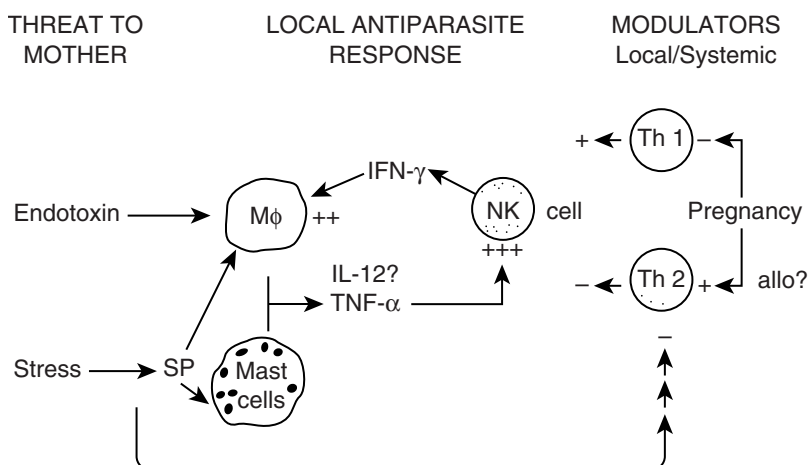 THREAT TO
MOTHER
LOCAL ANTIPARASITE
RESPONSE
MODULATORS
Local/Systemic
+
Th 1
–
IFN-γ
Endotoxin
Mϕ
++
NK
cell
+++
Pregnancy
IL-12?
TNF-α
–
Th 2
+
allo?
–
Stress
SP
Mast
cells